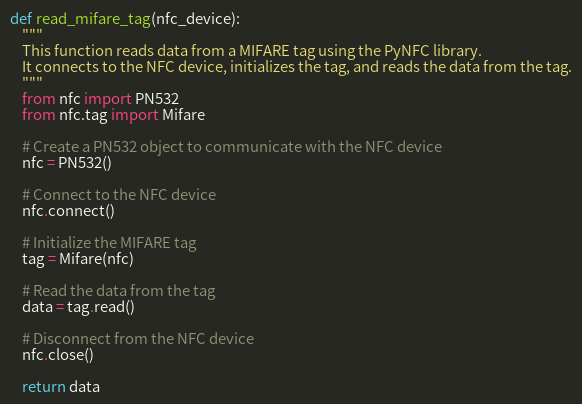 def read_mifare_tag(nfc_device):
    """
    This function reads data from a MIFARE tag using the PyNFC library.
    It connects to the NFC device, initializes the tag, and reads the data from the tag.
    """
    from nfc import PN532
    from nfc.tag import Mifare

    # Create a PN532 object to communicate with the NFC device
    nfc = PN532()

    # Connect to the NFC device
    nfc.connect()

    # Initialize the MIFARE tag
    tag = Mifare(nfc)

    # Read the data from the tag
    data = tag.read()

    # Disconnect from the NFC device
    nfc.close()

    return data